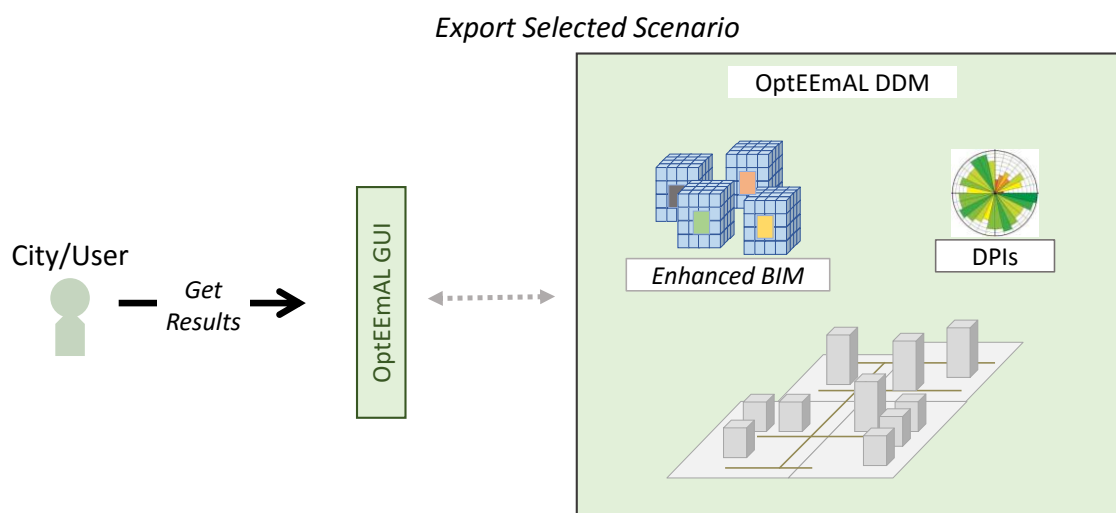 Export Selected Scenario
OptEEmAL DDM
City/User
Get
Results
OptEEmAL GUI
Enhanced BIM
DPIs